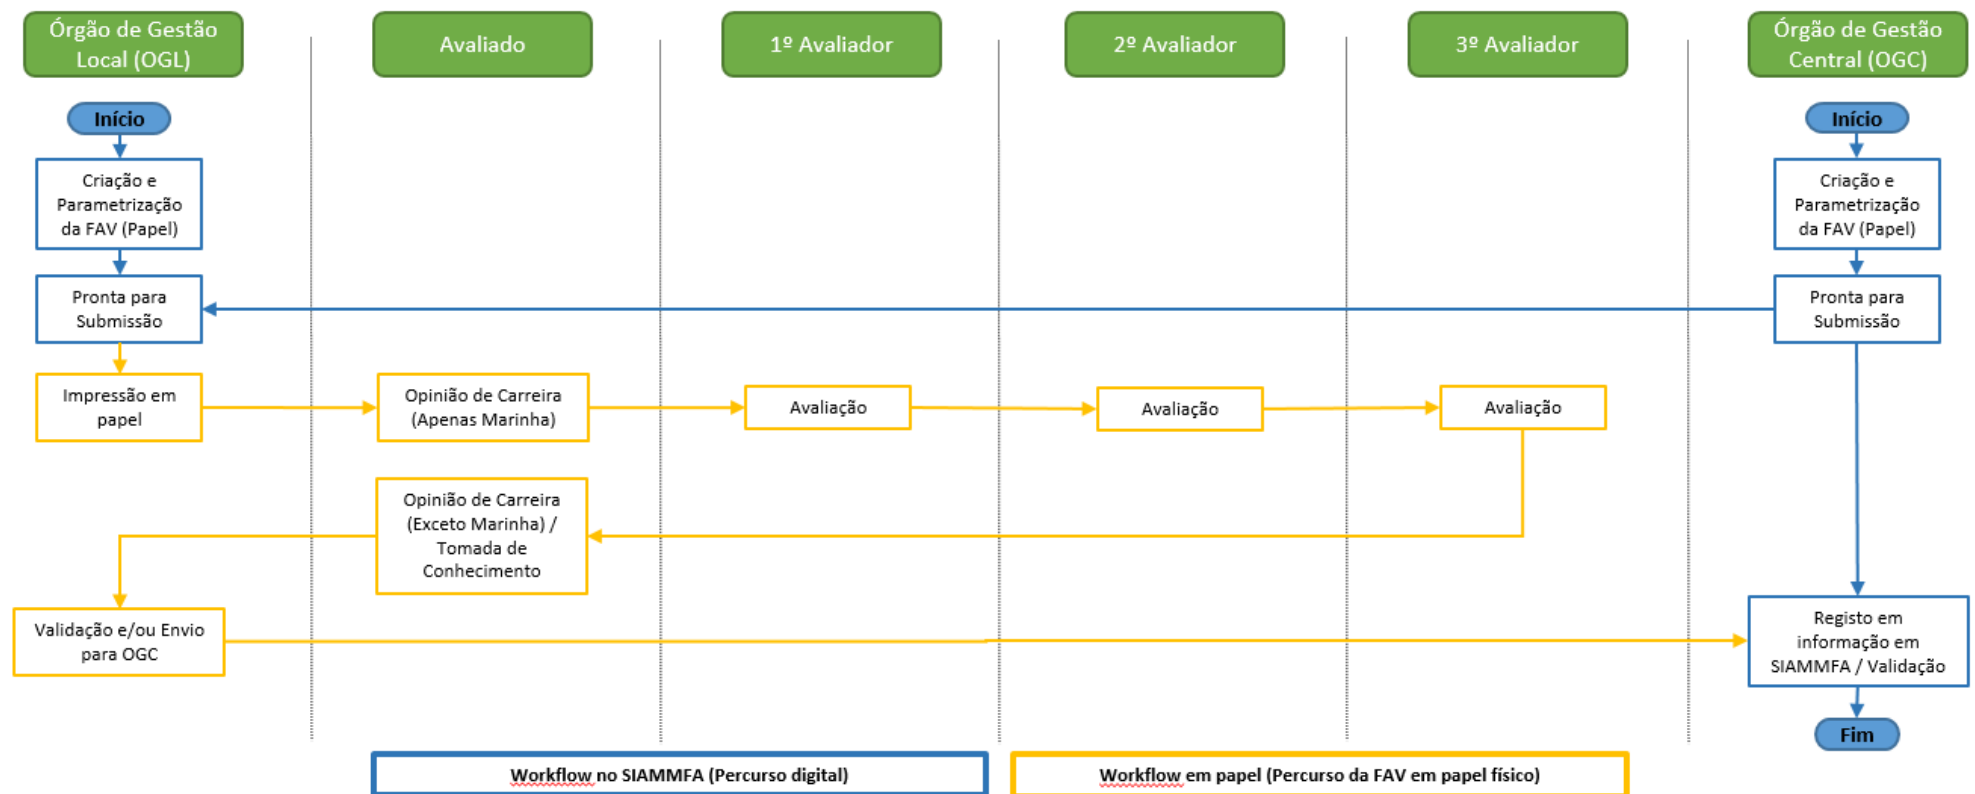 Órgão de Gestão
Local (OGL)
Avaliado
1º Avaliador
2º Avaliador
3º Avaliador
Órgão de Gestão
Central (OGC)
Início
Início
Criação e
Parametrização
da FAV (Papel)
Criação e
Parametrização
da FAV (Papel)
Pronta para
Submissão
Pronta para
Submissão
Impressão em
papel
Opinião de Carreira
(Apenas Marinha)
Avaliação
Avaliação
Avaliação
Opinião de Carreira
(Exceto Marinha) /
Tomada de
Conhecimento
Validação e/ou Envio
para OGC
Registo em
informação em
SIAMMFA / Validação
Fim
Workflow no SIAMMFA (Percurso digital)
Workflow em papel (Percurso da FAV em papel físico)